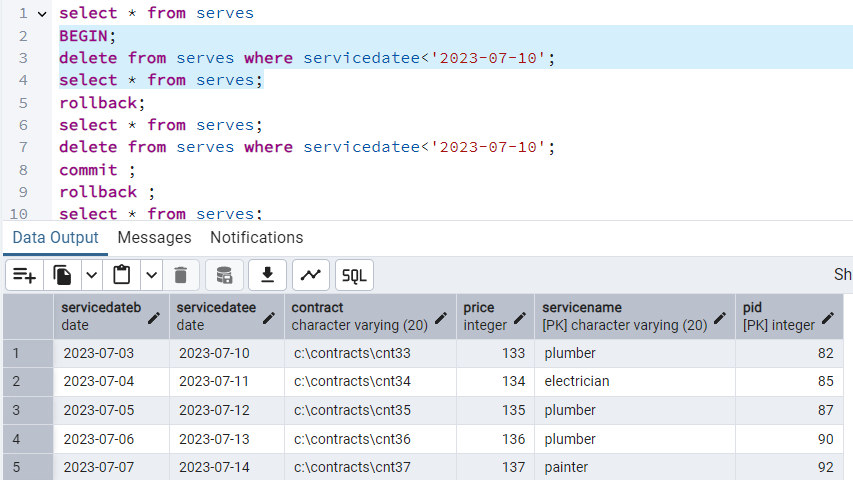 1 select * from serves
2 BEGIN;
3 delete from serves where servicedatee<'2023-07-10';
4 select * from serves;
5 rollback;
6 select * from serves;
7 delete from serves where servicedatee<'2023-07-10';
8 commit ;
9 rollback ;
10 select * from serves;
Data Output Messages Notifications
SQL Sh
servicedateb servicedatee contract price servicename pid
date date character varying (20) integer [PK] character varying (20) [PK] integer
1 2023-07-03 2023-07-10 c:\contracts\cnt33 133 plumber 82
2 2023-07-04 2023-07-11 c:\contracts\cnt34 134 electrician 85
3 2023-07-05 2023-07-12 c:\contracts\cnt35 135 plumber 87
4 2023-07-06 2023-07-13 c:\contracts\cnt36 136 plumber 90
5 2023-07-07 2023-07-14 c:\contracts\cnt37 137 painter 92